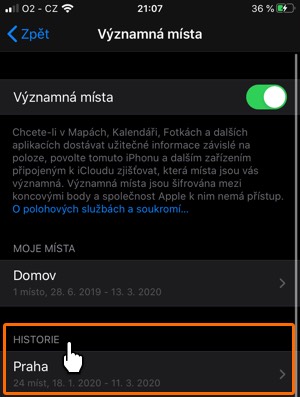 O2 - CZ
21:07
36 %
Zpět
Významná místa
Významná místa
Chcete-li v Mapách, Kalendáři, Fotkách a dalších
aplikacích dostávat užitečné informace závislé na
poloze, povolte tomuto iPhonu a dalším zařízením
připojeným k iCloudu zjišťovat, která místa jsou vás
významná. Významná místa jsou šifrována mezi
koncovými body a společnost Apple k nim nemá přístup.
O polohových službách a soukromí...
MOJE MÍSTA
Domov
1 místo, 28. 6. 2019 - 13. 3. 2020
HISTORIE
Praha
24 míst, 18. 1. 2020 - 11. 3. 2020